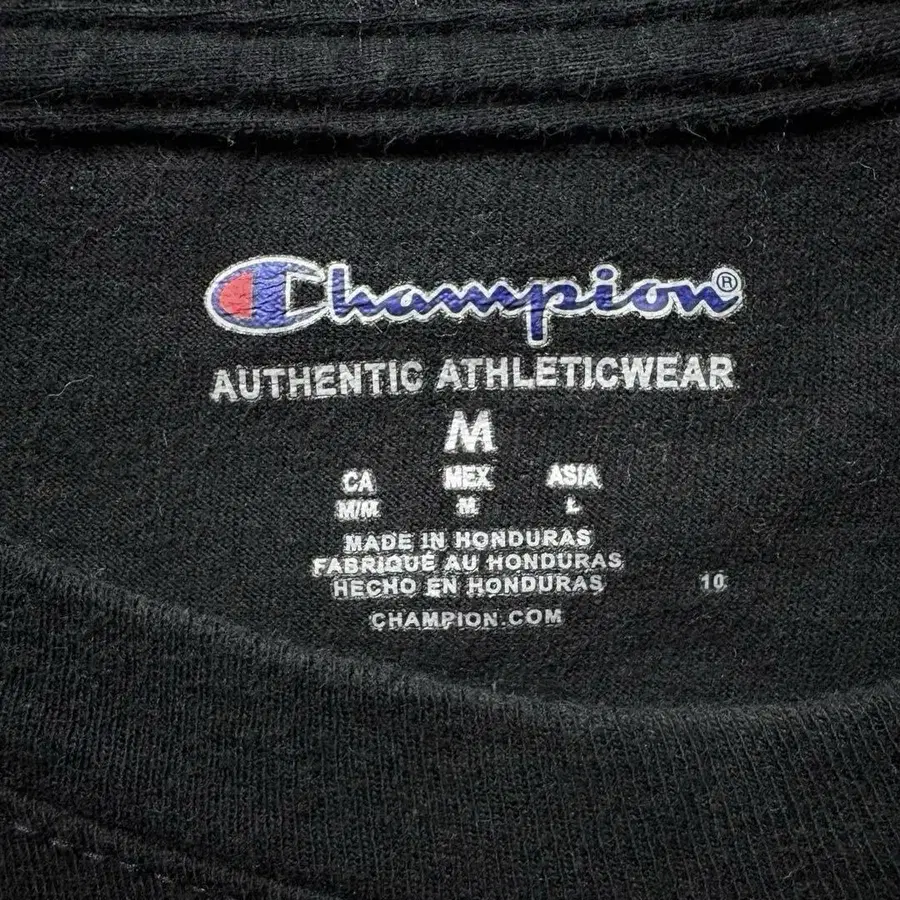 Champion®
AUTHENTIC ATHLETICWEAR
M
CA MEX ASIA
M/M M L
MADE IN HONDURAS
FABRIQUÉ AU HONDURAS
HECHO EN HONDURAS 10
CHAMPION.COM